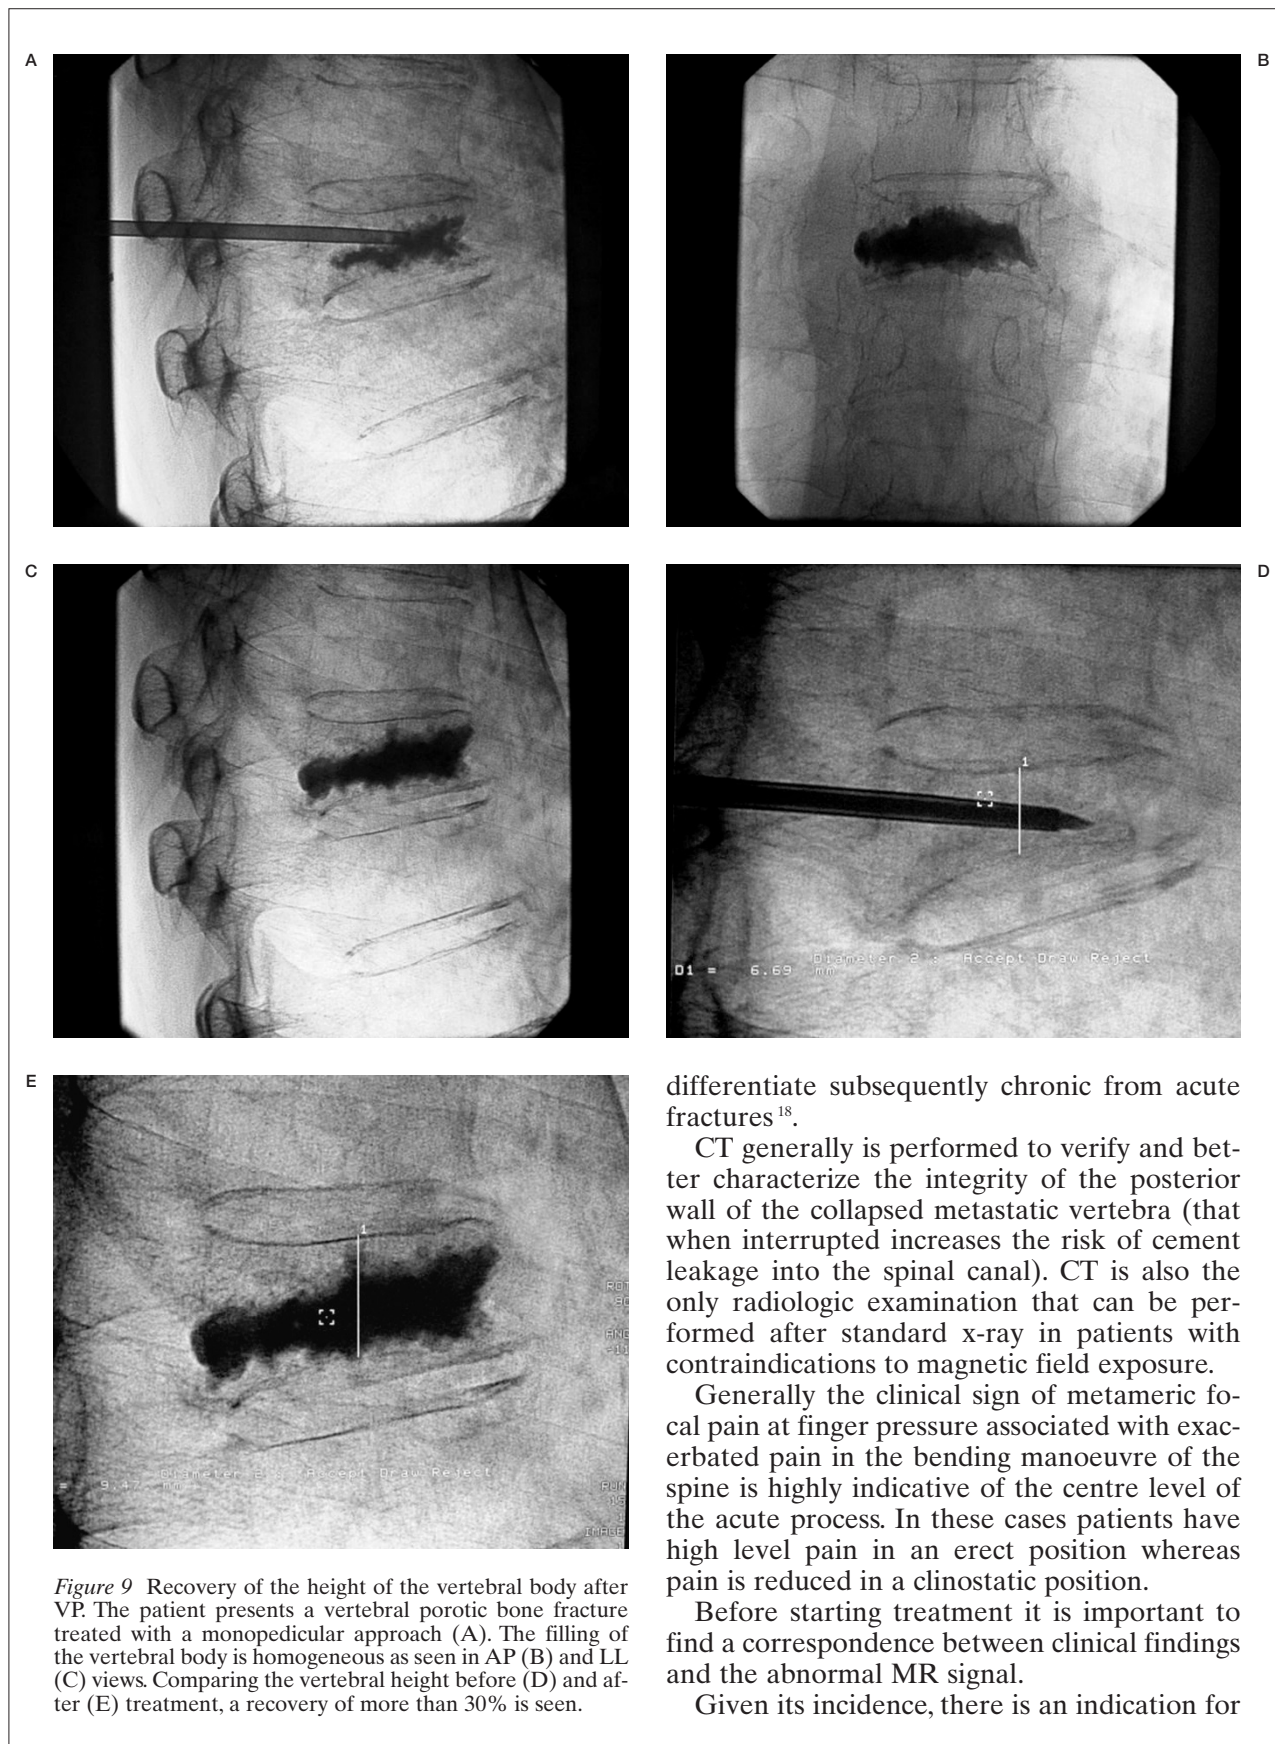 A
B
C
D
1
Diameter 2 : Accept Draw Reject
D1 = 6.69 mm
E
1
ROT
ANG
-11
Diameter 2 : Accept Draw Reject
= 9.47 mm
RUN
IMAGE
Figure 9 Recovery of the height of the vertebral body after
VP. The patient presents a vertebral porotic bone fracture
treated with a monopedicular approach (A). The filling of
the vertebral body is homogeneous as seen in AP (B) and LL
(C) views. Comparing the vertebral height before (D) and af-
ter (E) treatment, a recovery of more than 30% is seen.
differentiate subsequently chronic from acute
fractures 18.
CT generally is performed to verify and bet-
ter characterize the integrity of the posterior
wall of the collapsed metastatic vertebra (that
when interrupted increases the risk of cement
leakage into the spinal canal). CT is also the
only radiologic examination that can be per-
formed after standard x-ray in patients with
contraindications to magnetic field exposure.
Generally the clinical sign of metameric fo-
cal pain at finger pressure associated with exac-
erbated pain in the bending manoeuvre of the
spine is highly indicative of the centre level of
the acute process. In these cases patients have
high level pain in an erect position whereas
pain is reduced in a clinostatic position.
Before starting treatment it is important to
find a correspondence between clinical findings
and the abnormal MR signal.
Given its incidence, there is an indication for